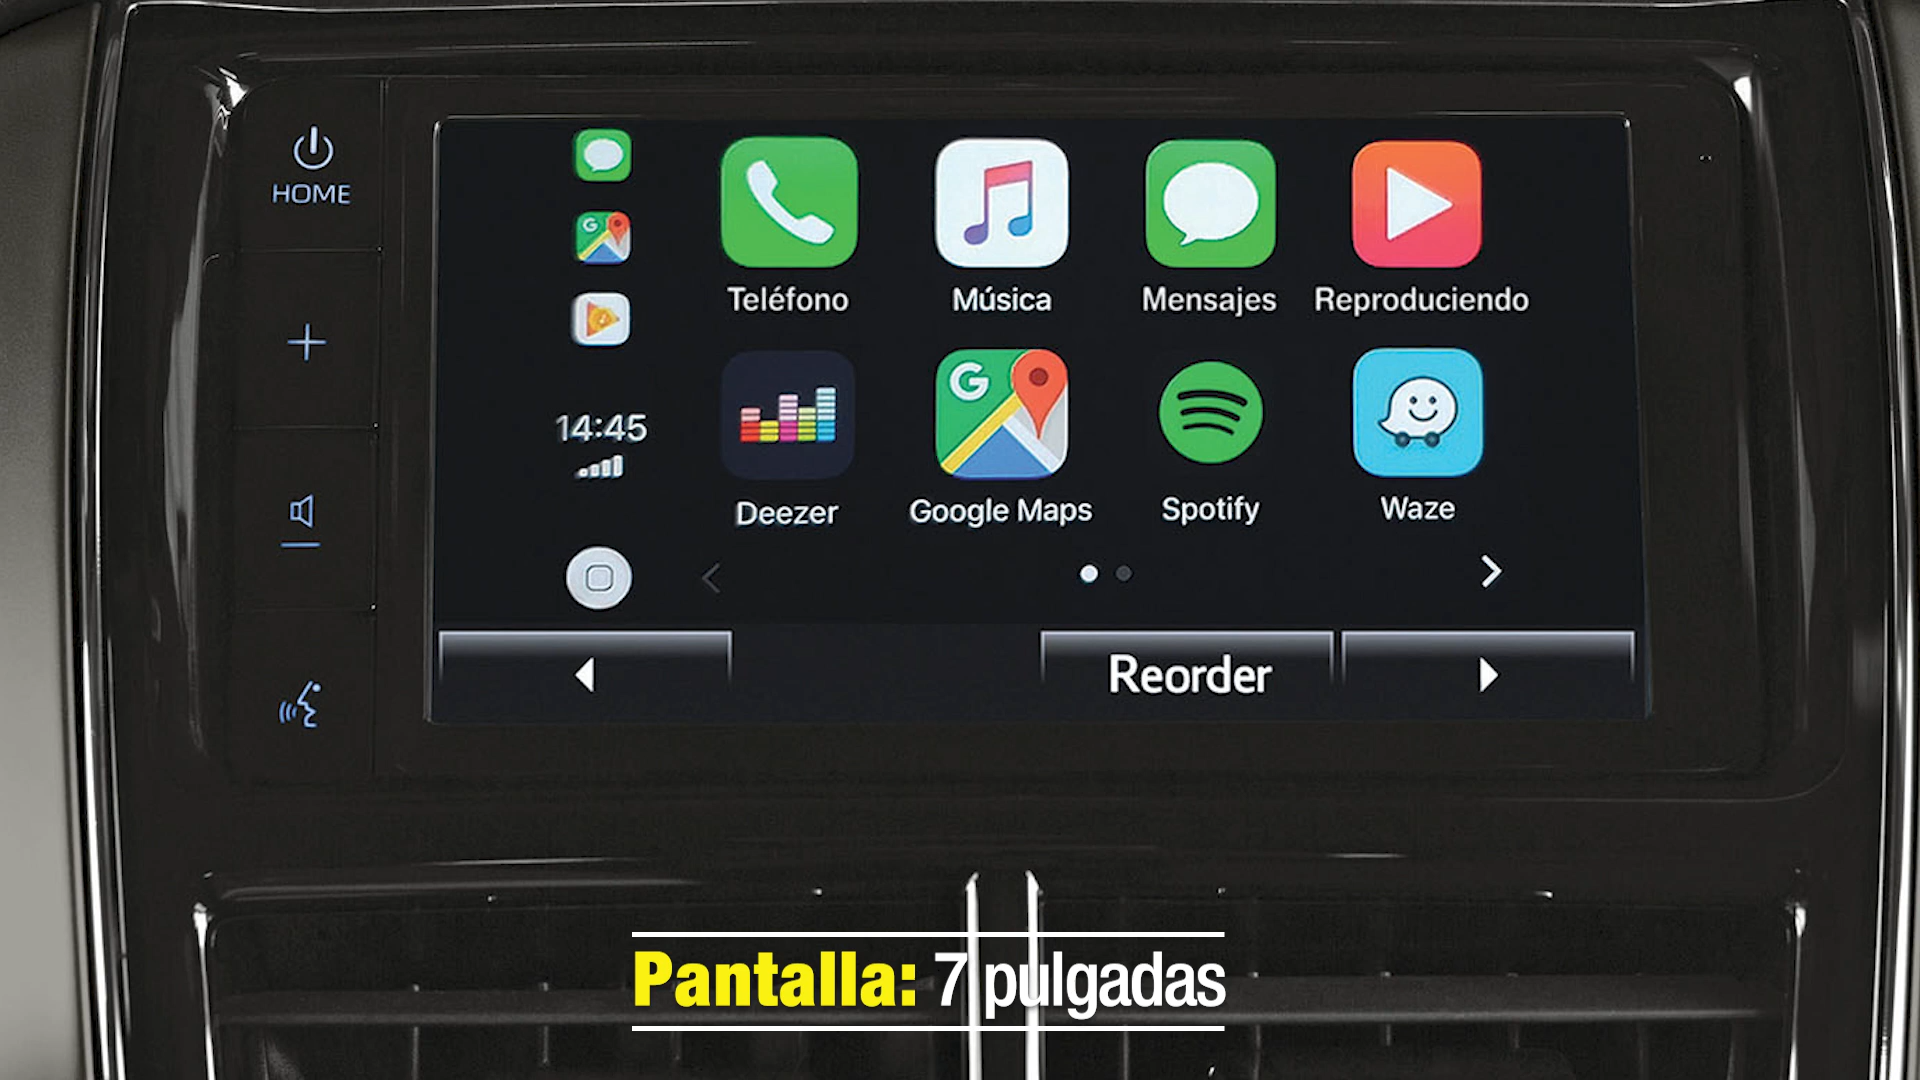 HOME
14:45
Teléfono
Música
Mensajes
Reproduciendo
Deezer
Google Maps
Spotify
Waze
Reorder
Pantalla: 7 pulgadas